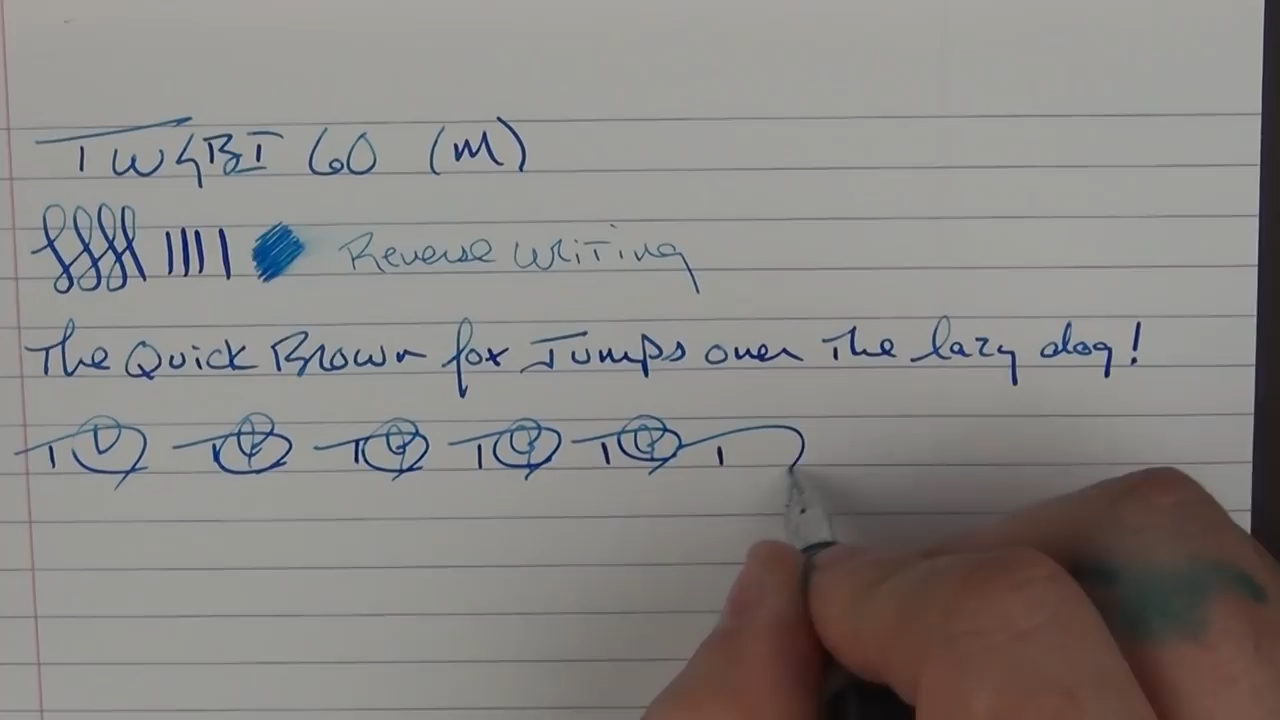 TWSBI 60 (M)
Reverse Writing
The Quick Brown fox Jumps over The lazy dog!